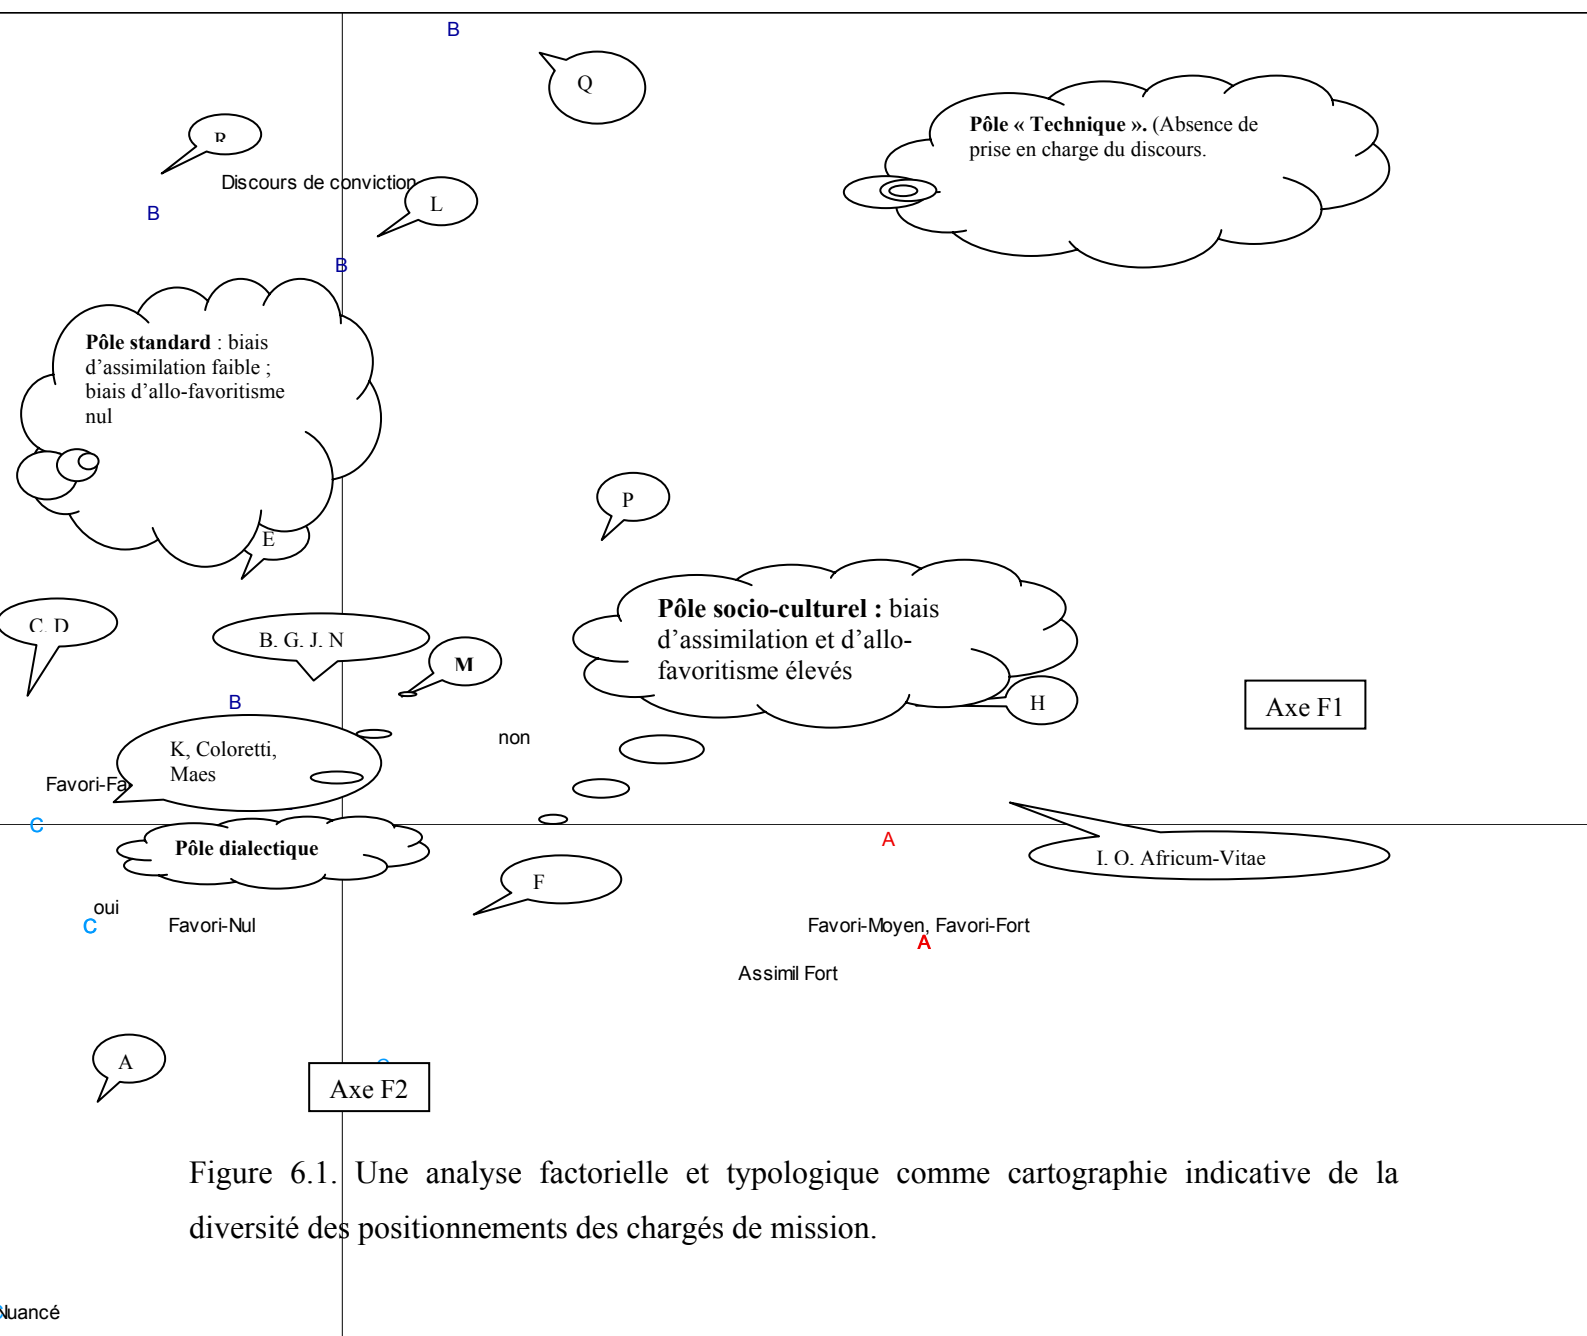 B
Q
Pôle « Technique ». (Absence de
prise en charge du discours.
R
Discours de conviction
L
B
B
Pôle standard : biais
d’assimilation faible ;
biais d’allo-favoritisme
nul
P
E
Pôle socio-culturel : biais
d’assimilation et d’allo-
favoritisme élevés
C, D
B, G, J, N
M
H
Axe F1
B
non
K, Coloretti,
Maes
Favori-Fa
C
A
Pôle dialectique
I, O, Africum-Vitae
F
oui
C
Favori-Nul
Favori-Moyen, Favori-Fort
A
Assimil Fort
A
Axe F2
Figure 6.1. Une analyse factorielle et typologique comme cartographie indicative de la
diversité des positionnements des chargés de mission.
Nuancé